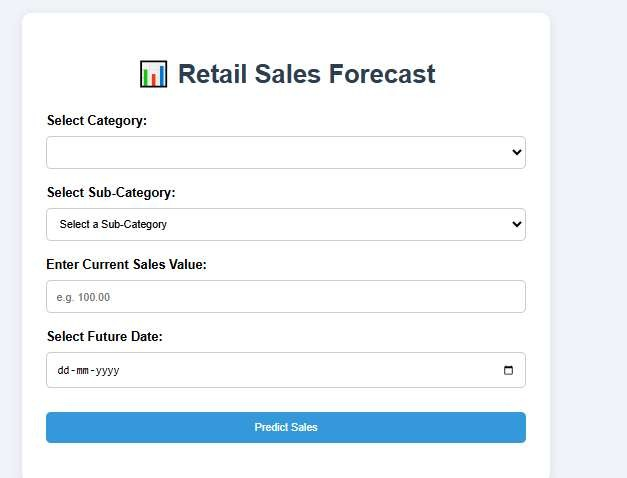 Retail Sales Forecast
Select Category:
Select Sub-Category:
Select a Sub-Category
Enter Current Sales Value:
e.g. 100.00
Select Future Date:
dd-mm-yyyy
Predict Sales